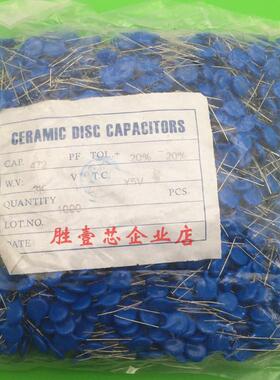 CERAMIC DISC CAPACITORS
CAP. 472 PF TOL.+ 20% - 20%
W.V: V T.C. Y5V
QUANTITY 1000 PCS.
LOT.NO.
DATE
胜壹芯企业店